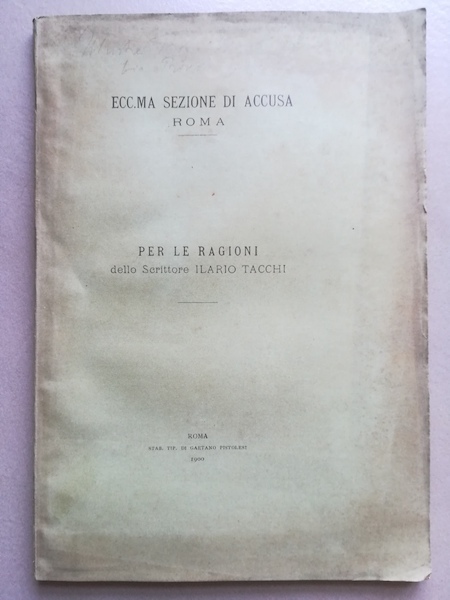 ECC.MA SEZIONE DI ACCUSA
ROMA
PER LE RAGIONI
dello Scrittore ILARIO TACCHI
ROMA
STAB. TIP. DI GAETANO PISTOLESI
1900